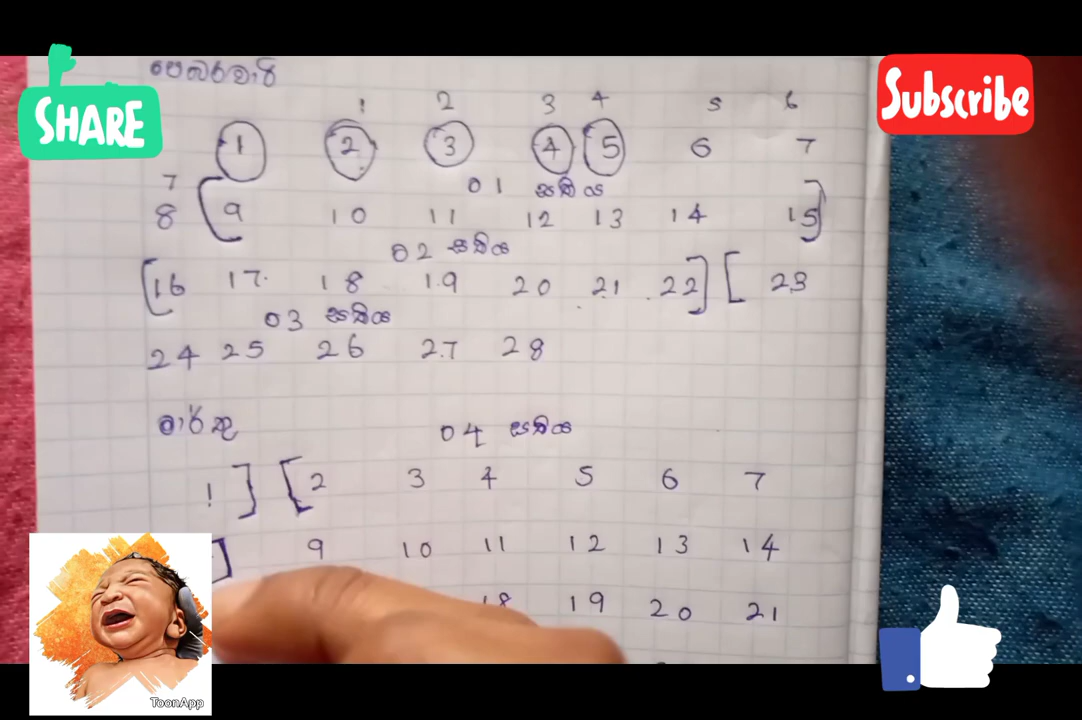 පෙබරවාරි
SHARE
Subscribe
1 2 3 4 5 6
1 2 3 4 5 6 7
7 01 සතිය
8 [ 9 10 11 12 13 14 15 ]
02 සතිය
[ 16 17. 18 19 20 21 22 ] [ 23
03 සතිය
24 25 26 27 28
මාර්තු 04 සතිය
1 ] [ 2 3 4 5 6 7
] 9 10 11 12 13 14
18 19 20 21
ToonApp